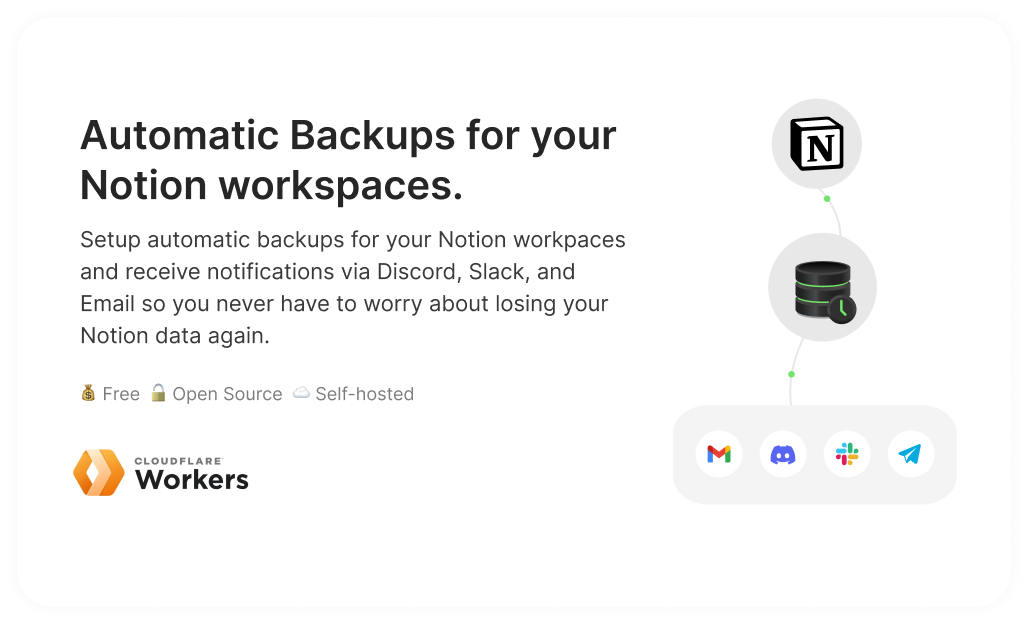 Automatic Backups for your
Notion workspaces.
Setup automatic backups for your Notion workpaces
and receive notifications via Discord, Slack, and
Email so you never have to worry about losing your
Notion data again.
💰 Free 🔓 Open Source ☁️ Self-hosted
CLOUDFLARE
Workers
N